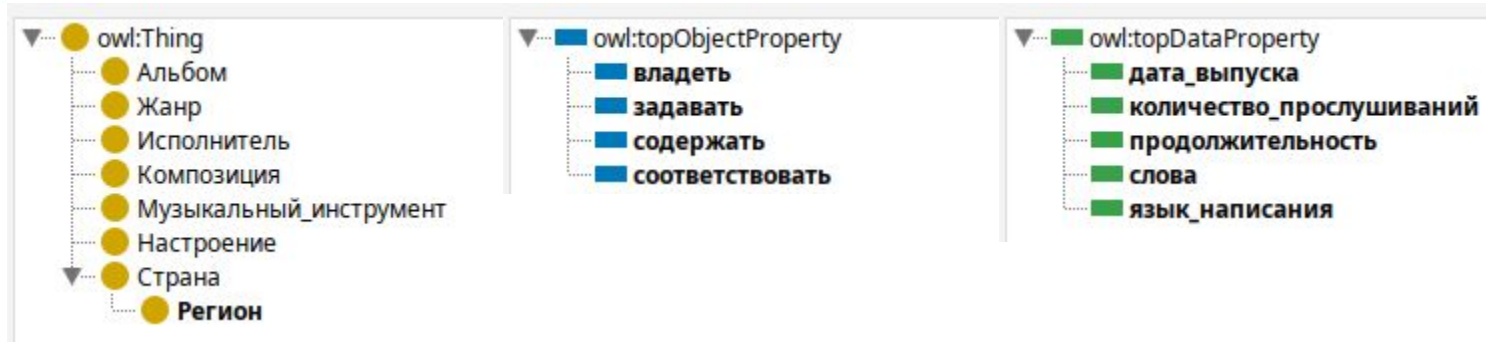 owl:Thing
Альбом
Жанр
Исполнитель
Композиция
Музыкальный_инструмент
Настроение
Страна
Регион
owl:topObjectProperty
владеть
задавать
содержать
соответствовать
owl:topDataProperty
дата_выпуска
количество_прослушиваний
продолжительность
слова
язык_написания